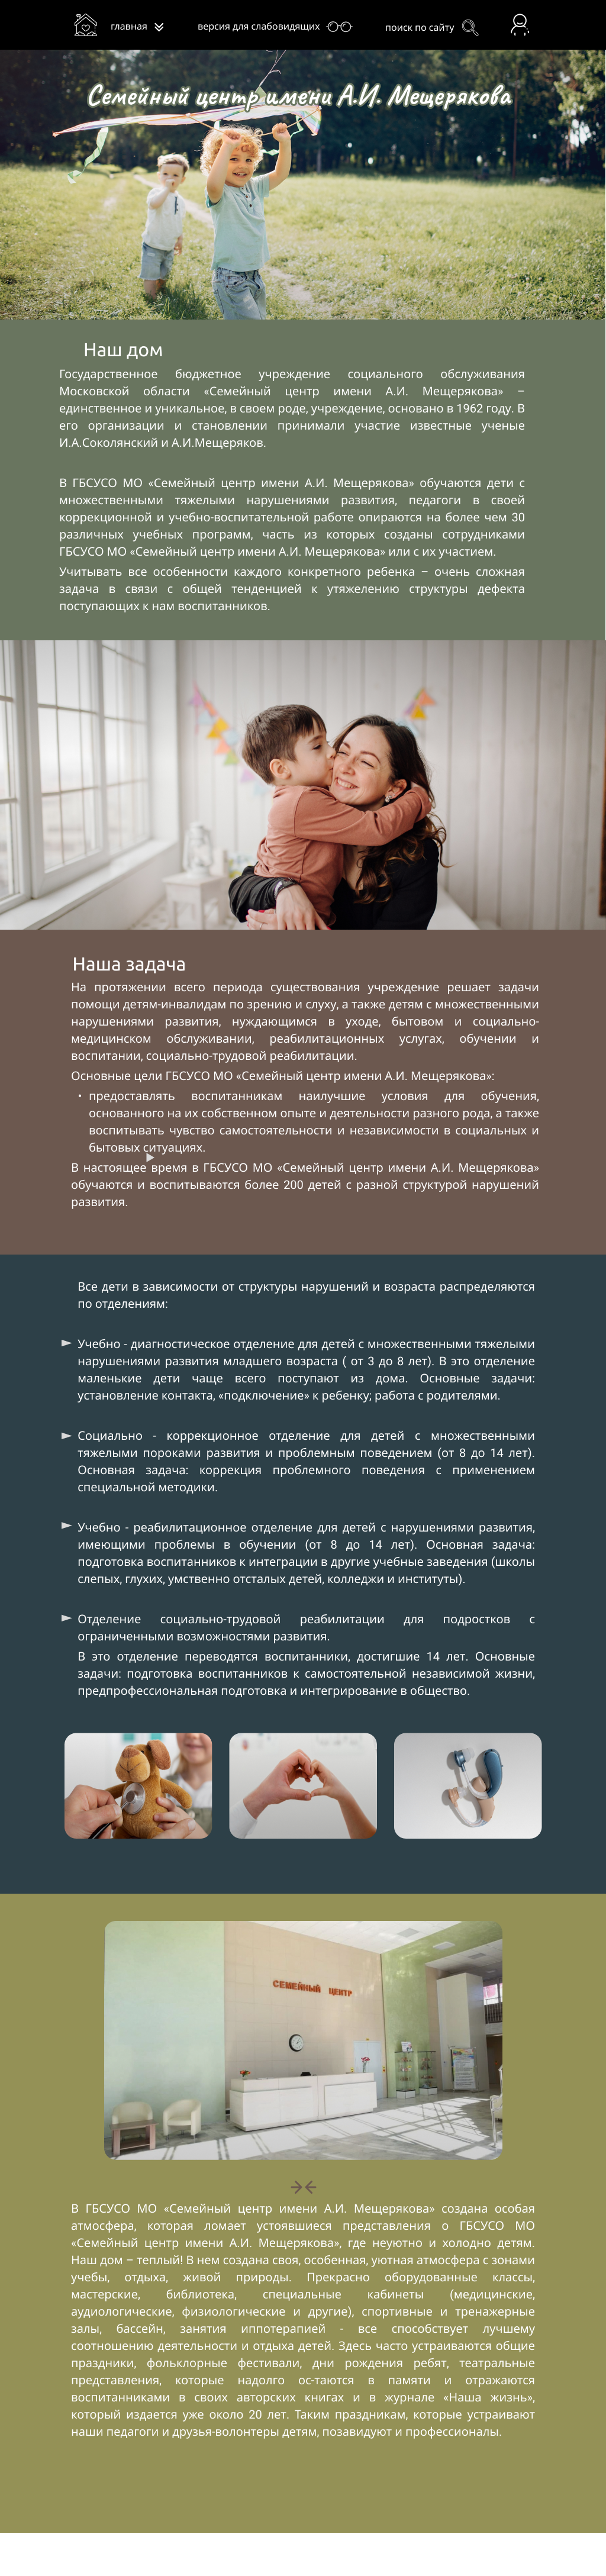 главная
версия для слабовидящих
поиск по сайту
Семейный центр имени А.И. Мещерякова
Наш дом
Государственное бюджетное учреждение социального обслуживания
Московской области «Семейный центр имени А.И. Мещерякова» –
единственное и уникальное, в своем роде, учреждение, основано в 1962 году. В
его организации и становлении принимали участие известные ученые
И.А.Соколянский и А.И.Мещеряков.
В ГБСУСО МО «Семейный центр имени А.И. Мещерякова» обучаются дети с
множественными тяжелыми нарушениями развития, педагоги в своей
коррекционной и учебно-воспитательной работе опираются на более чем 30
различных учебных программ, часть из которых созданы сотрудниками
ГБСУСО МО «Семейный центр имени А.И. Мещерякова» или с их участием.
Учитывать все особенности каждого конкретного ребенка – очень сложная
задача в связи с общей тенденцией к утяжелению структуры дефекта
поступающих к нам воспитанников.
Наша задача
На протяжении всего периода существования учреждение решает задачи
помощи детям-инвалидам по зрению и слуху, а также детям с множественными
нарушениями развития, нуждающимся в уходе, бытовом и социально-
медицинском обслуживании, реабилитационных услугах, обучении и
воспитании, социально-трудовой реабилитации.
Основные цели ГБСУСО МО «Семейный центр имени А.И. Мещерякова»:
• предоставлять воспитанникам наилучшие условия для обучения,
основанного на их собственном опыте и деятельности разного рода, а также
воспитывать чувство самостоятельности и независимости в социальных и
бытовых ситуациях.
В настоящее время в ГБСУСО МО «Семейный центр имени А.И. Мещерякова»
обучаются и воспитываются более 200 детей с разной структурой нарушений
развития.
Все дети в зависимости от структуры нарушений и возраста распределяются
по отделениям:
Учебно - диагностическое отделение для детей с множественными тяжелыми
нарушениями развития младшего возраста ( от 3 до 8 лет). В это отделение
маленькие дети чаще всего поступают из дома. Основные задачи:
установление контакта, «подключение» к ребенку; работа с родителями.
Социально - коррекционное отделение для детей с множественными
тяжелыми пороками развития и проблемным поведением (от 8 до 14 лет).
Основная задача: коррекция проблемного поведения с применением
специальной методики.
Учебно - реабилитационное отделение для детей с нарушениями развития,
имеющими проблемы в обучении (от 8 до 14 лет). Основная задача:
подготовка воспитанников к интеграции в другие учебные заведения (школы
слепых, глухих, умственно отсталых детей, колледжи и институты).
Отделение социально-трудовой реабилитации для подростков с
ограниченными возможностями развития.
В это отделение переводятся воспитанники, достигшие 14 лет. Основные
задачи: подготовка воспитанников к самостоятельной независимой жизни,
предпрофессиональная подготовка и интегрирование в общество.
СЕМЕЙНЫЙ ЦЕНТР
В ГБСУСО МО «Семейный центр имени А.И. Мещерякова» создана особая
атмосфера, которая ломает устоявшиеся представления о ГБСУСО МО
«Семейный центр имени А.И. Мещерякова», где неуютно и холодно детям.
Наш дом – теплый! В нем создана своя, особенная, уютная атмосфера с зонами
учебы, отдыха, живой природы. Прекрасно оборудованные классы,
мастерские, библиотека, специальные кабинеты (медицинские,
аудиологические, физиологические и другие), спортивные и тренажерные
залы, бассейн, занятия иппотерапией - все способствует лучшему
соотношению деятельности и отдыха детей. Здесь часто устраиваются общие
праздники, фольклорные фестивали, дни рождения ребят, театральные
представления, которые надолго ос-таются в памяти и отражаются
воспитанниками в своих авторских книгах и в журнале «Наша жизнь»,
который издается уже около 20 лет. Таким праздникам, которые устраивают
наши педагоги и друзья-волонтеры детям, позавидуют и профессионалы.